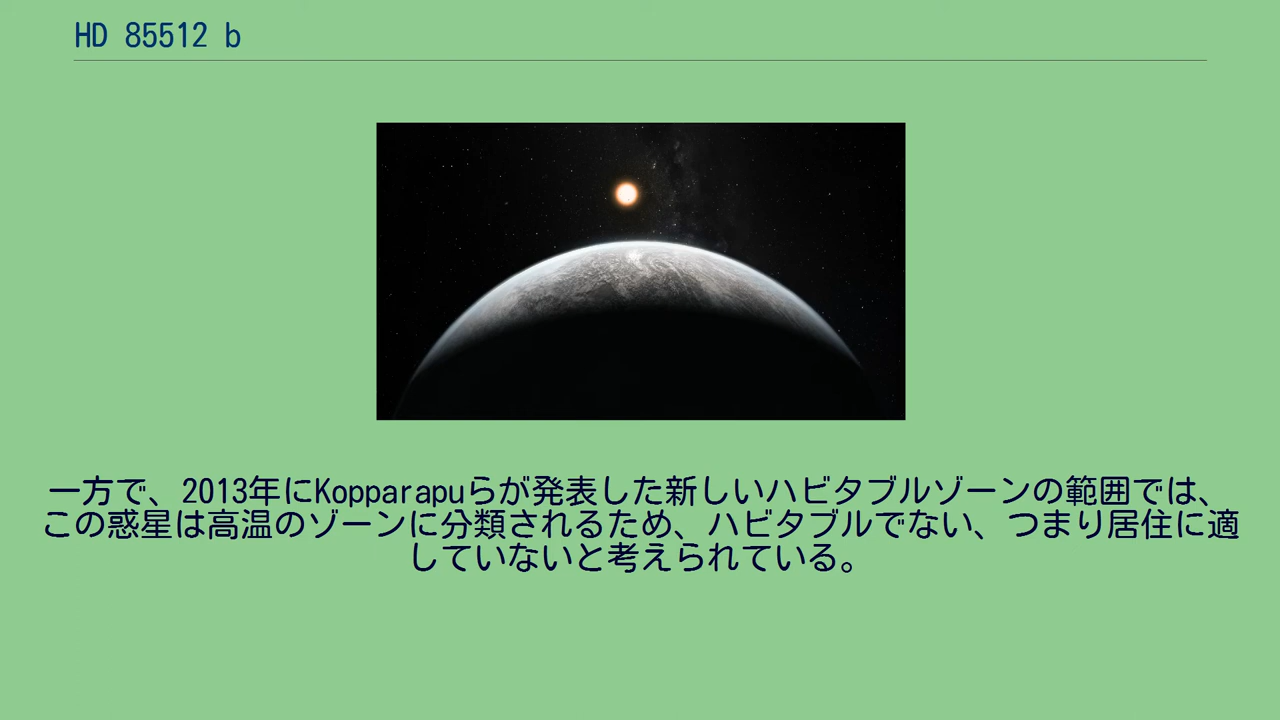 HD 85512 b
一方で、2013年にKopparapuらが発表した新しいハビタブルゾーンの範囲では、
この惑星は高温のゾーンに分類されるため、ハビタブルでない、つまり居住に適
していないと考えられている。